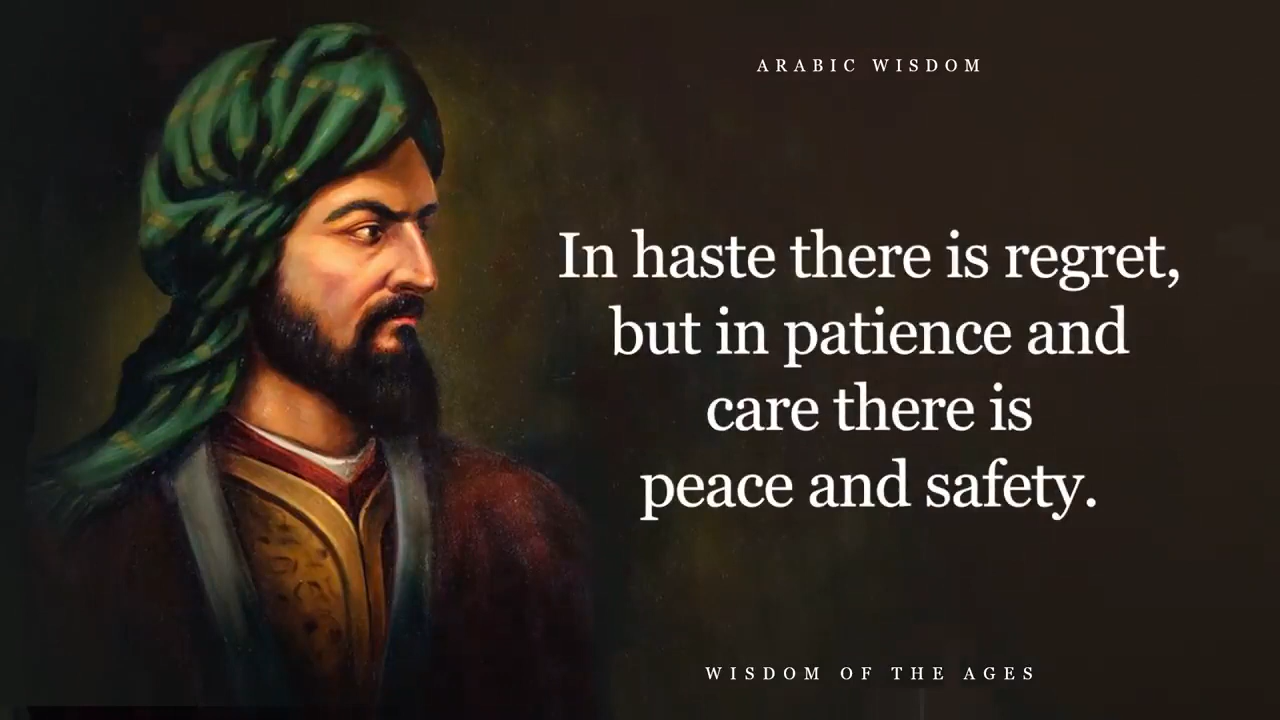 ARABIC WISDOM
In haste there is regret,
but in patience and
care there is
peace and safety.
WISDOM OF THE AGES